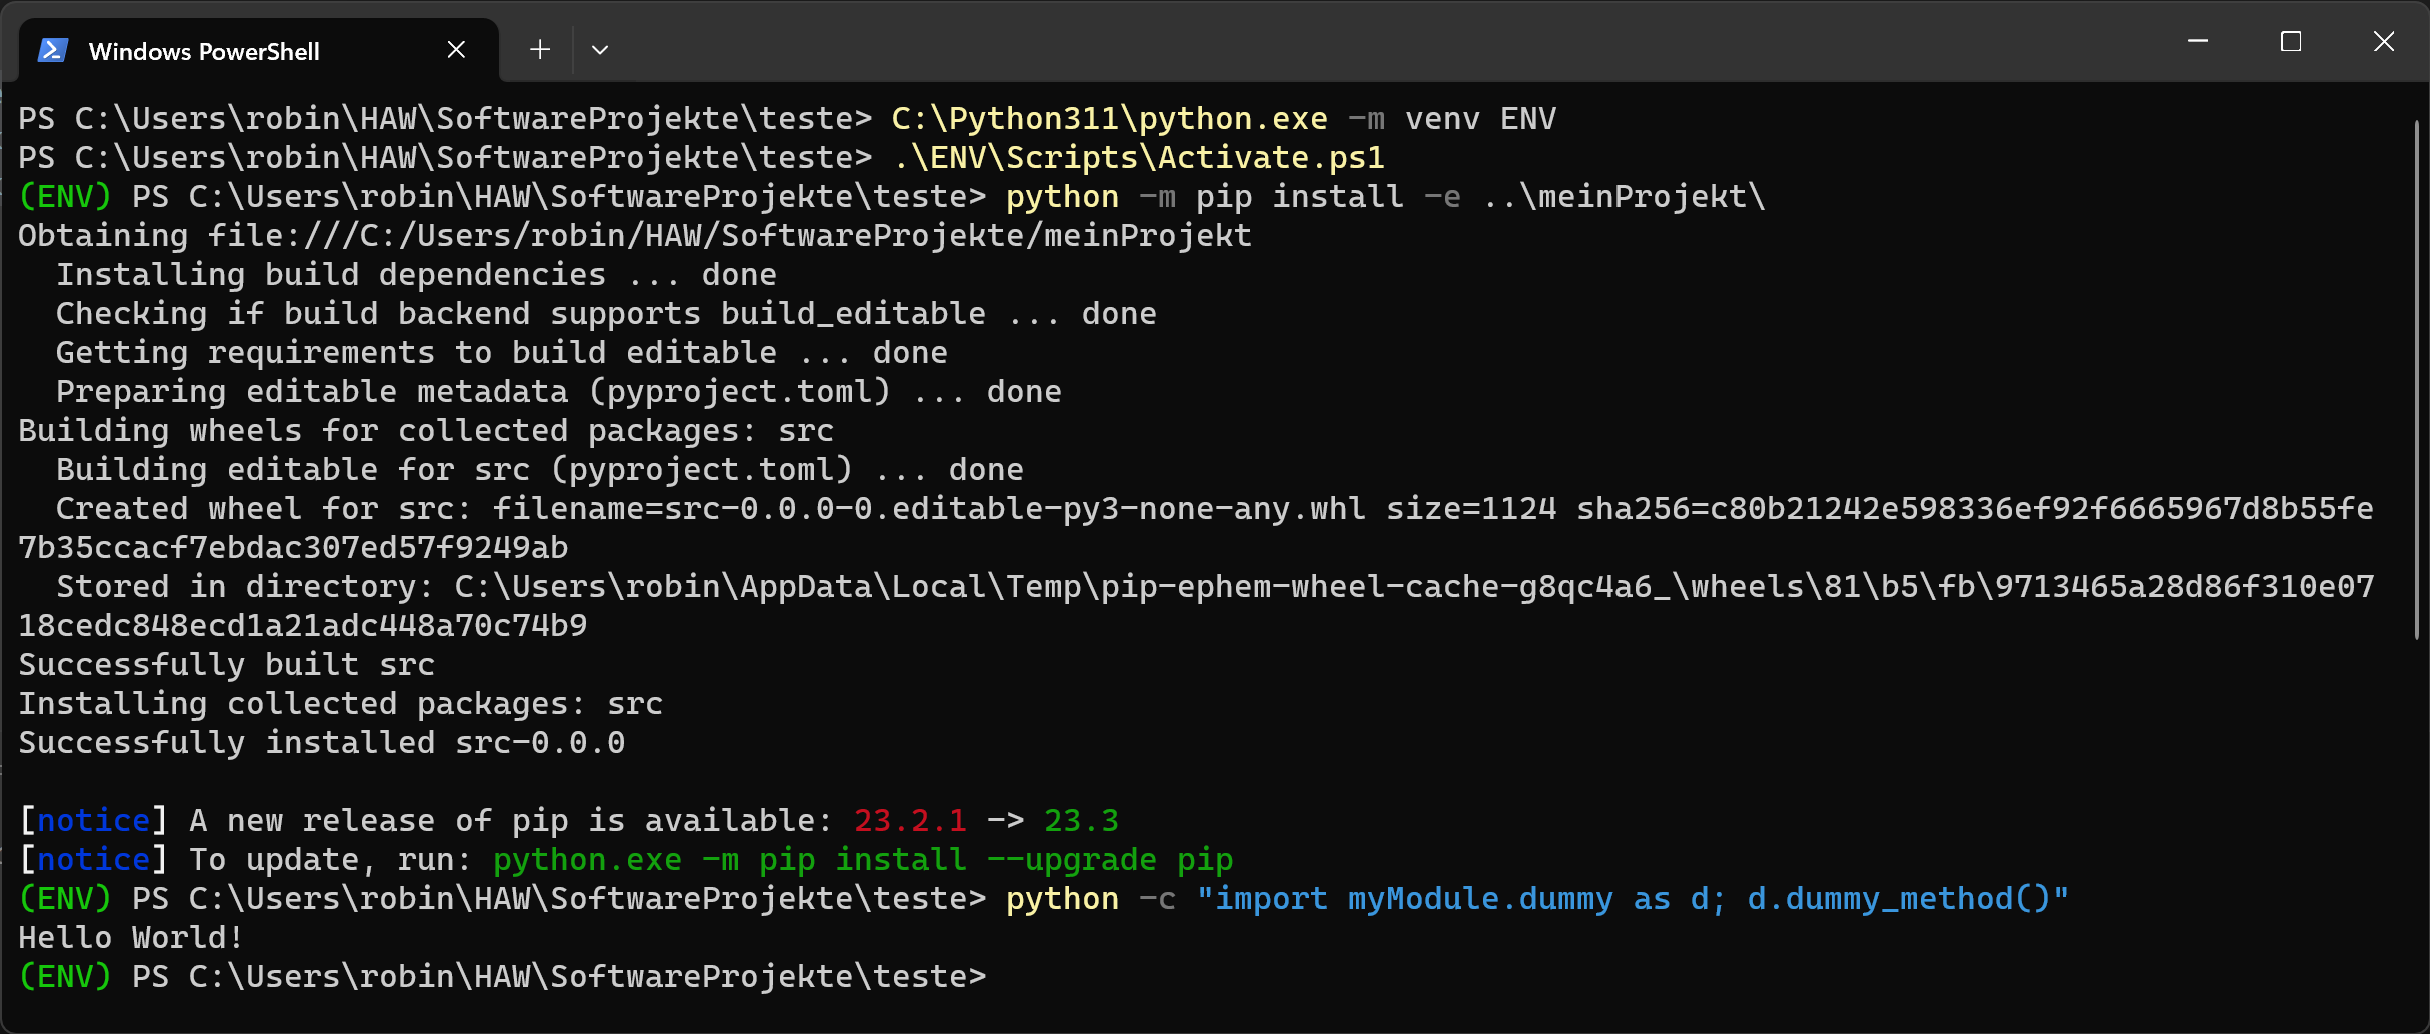 Windows PowerShell
PS C:\Users\robin\HAW\SoftwareProjekte\teste> C:\Python311\python.exe -m venv ENV
PS C:\Users\robin\HAW\SoftwareProjekte\teste> .\ENV\Scripts\Activate.ps1
(ENV) PS C:\Users\robin\HAW\SoftwareProjekte\teste> python -m pip install -e ..\meinProjekt\
Obtaining file:///C:/Users/robin/HAW/SoftwareProjekte/meinProjekt
  Installing build dependencies ... done
  Checking if build backend supports build_editable ... done
  Getting requirements to build editable ... done
  Preparing editable metadata (pyproject.toml) ... done
Building wheels for collected packages: src
  Building editable for src (pyproject.toml) ... done
  Created wheel for src: filename=src-0.0.0-0.editable-py3-none-any.whl size=1124 sha256=c80b21242e598336ef92f6665967d8b55fe
7b35ccacf7ebdac307ed57f9249ab
  Stored in directory: C:\Users\robin\AppData\Local\Temp\pip-ephem-wheel-cache-g8qc4a6_\wheels\81\b5\fb\9713465a28d86f310e07
18cedc848ecd1a21adc448a70c74b9
Successfully built src
Installing collected packages: src
Successfully installed src-0.0.0
[notice] A new release of pip is available: 23.2.1 -> 23.3
[notice] To update, run: python.exe -m pip install --upgrade pip
(ENV) PS C:\Users\robin\HAW\SoftwareProjekte\teste> python -c "import myModule.dummy as d; d.dummy_method()"
Hello World!
(ENV) PS C:\Users\robin\HAW\SoftwareProjekte\teste>